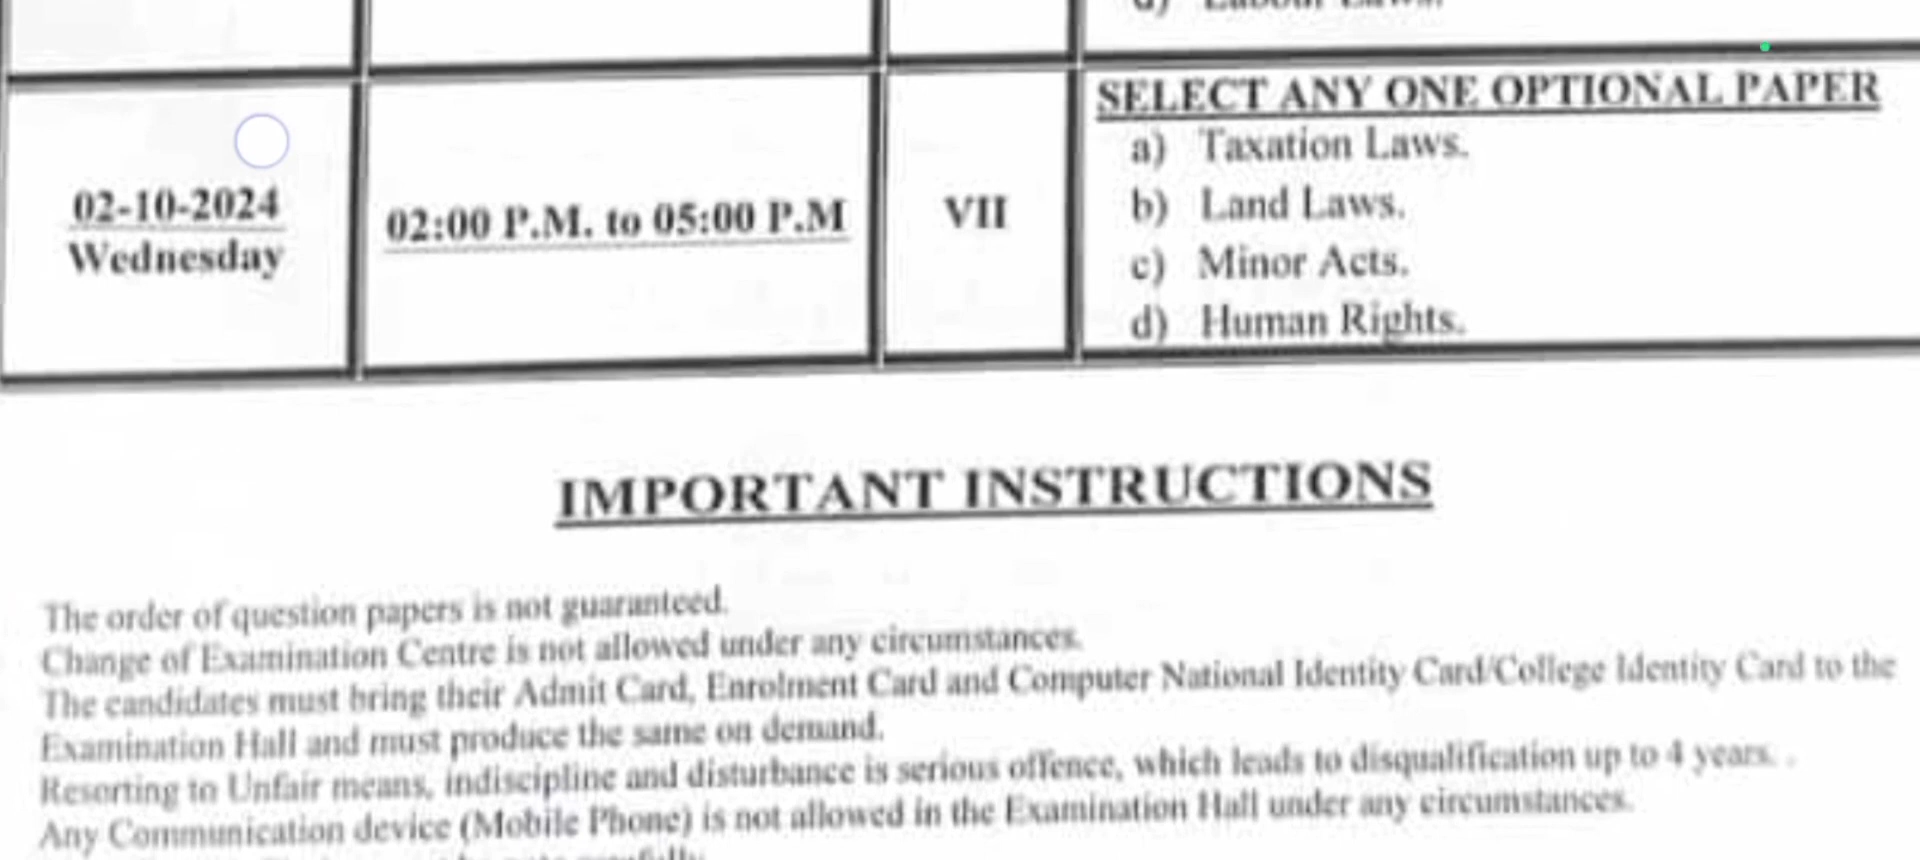 d) Labour Laws.
SELECT ANY ONE OPTIONAL PAPER
a) Taxation Laws.
b) Land Laws.
c) Minor Acts.
d) Human Rights.
02-10-2024
Wednesday
02:00 P.M. to 05:00 P.M
VII
IMPORTANT INSTRUCTIONS
The order of question papers is not guaranteed.
Change of Examination Centre is not allowed under any circumstances.
The candidates must bring their Admit Card, Enrolment Card and Computer National Identity Card/College Identity Card to the
Examination Hall and must produce the same on demand.
Resorting to Unfair means, indiscipline and disturbance is serious offence, which leads to disqualification up to 4 years. .
Any Communication device (Mobile Phone) is not allowed in the Examination Hall under any circumstances.